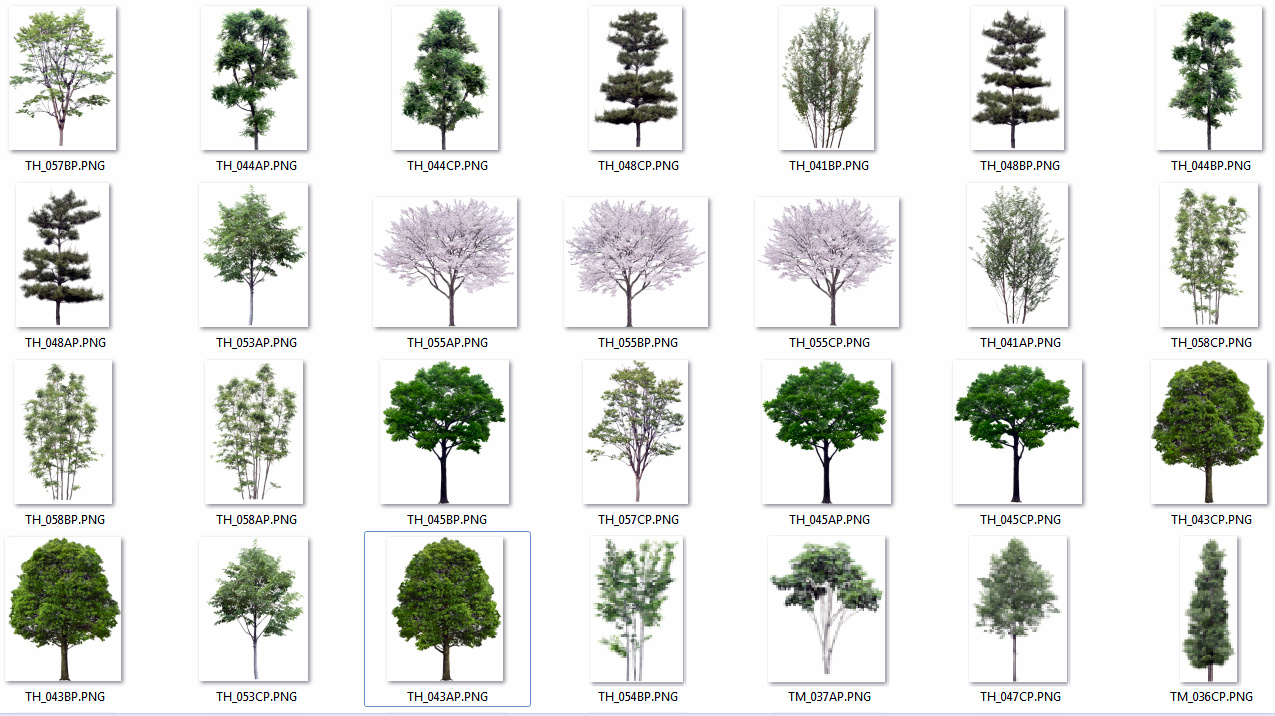 TH_057BP.PNG TH_044AP.PNG TH_044CP.PNG TH_048CP.PNG TH_041BP.PNG TH_048BP.PNG TH_044BP.PNG
TH_048AP.PNG TH_053AP.PNG TH_055AP.PNG TH_055BP.PNG TH_055CP.PNG TH_041AP.PNG TH_058CP.PNG
TH_058BP.PNG TH_058AP.PNG TH_045BP.PNG TH_057CP.PNG TH_045AP.PNG TH_045CP.PNG TH_043CP.PNG
TH_043BP.PNG TH_053CP.PNG TH_043AP.PNG TH_054BP.PNG TM_037AP.PNG TH_047CP.PNG TM_036CP.PNG